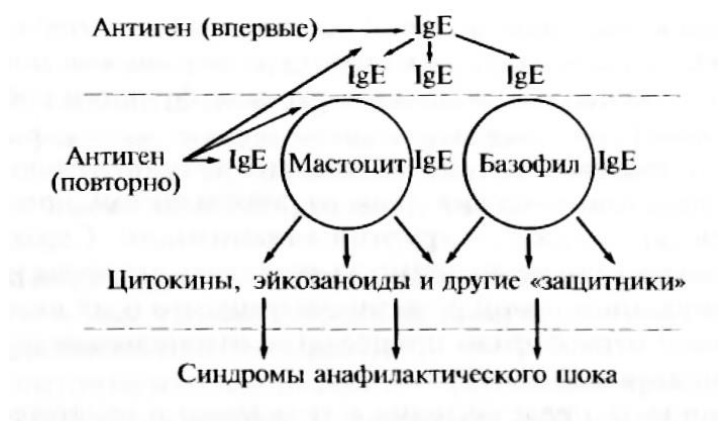 Антиген (впервые) IgE
IgE IgE IgE
Антиген
(повторно)
IgE Мастоцит IgE Базофил IgE
Цитокины, эйкозаноиды и другие «защитники»
Синдромы анафилактического шока